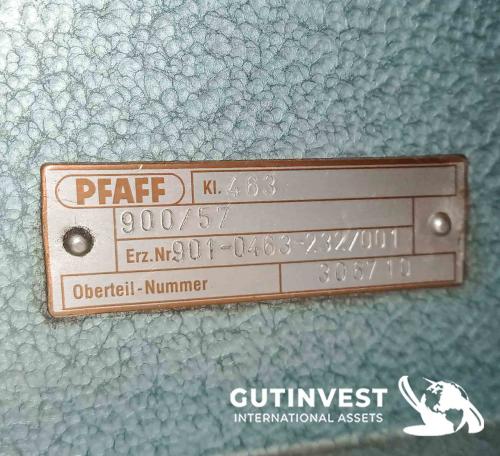 PFAFF Kl. 463
900/57
Erz.Nr. 901-0463-232/001
Oberteil-Nummer 306710
GUTINVEST
INTERNATIONAL ASSETS